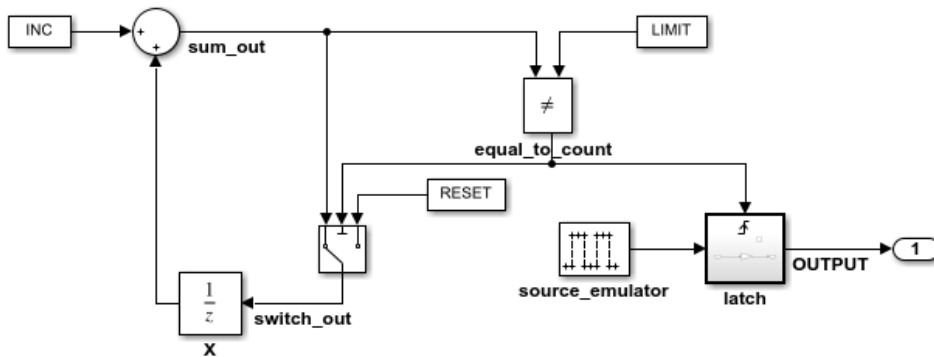 INC
+
+
sum_out
LIMIT
≠
equal_to_count
RESET
source_emulator
latch
OUTPUT
1
1
z
switch_out
X